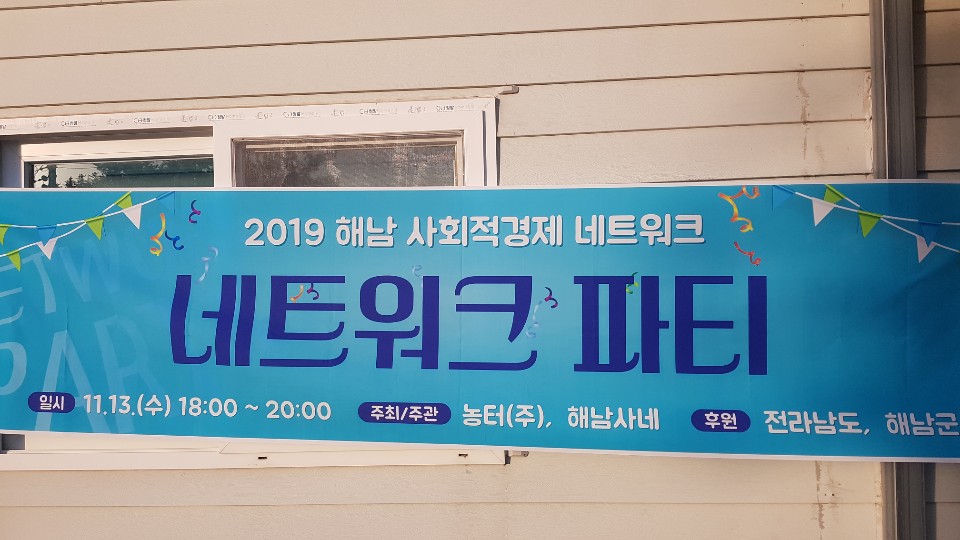 2019 해남 사회적경제 네트워크
네트워크 파티
일시 11.13.(수) 18:00 ~ 20:00 주최/주관 농터(주), 해남사네 후원 전라남도, 해남군